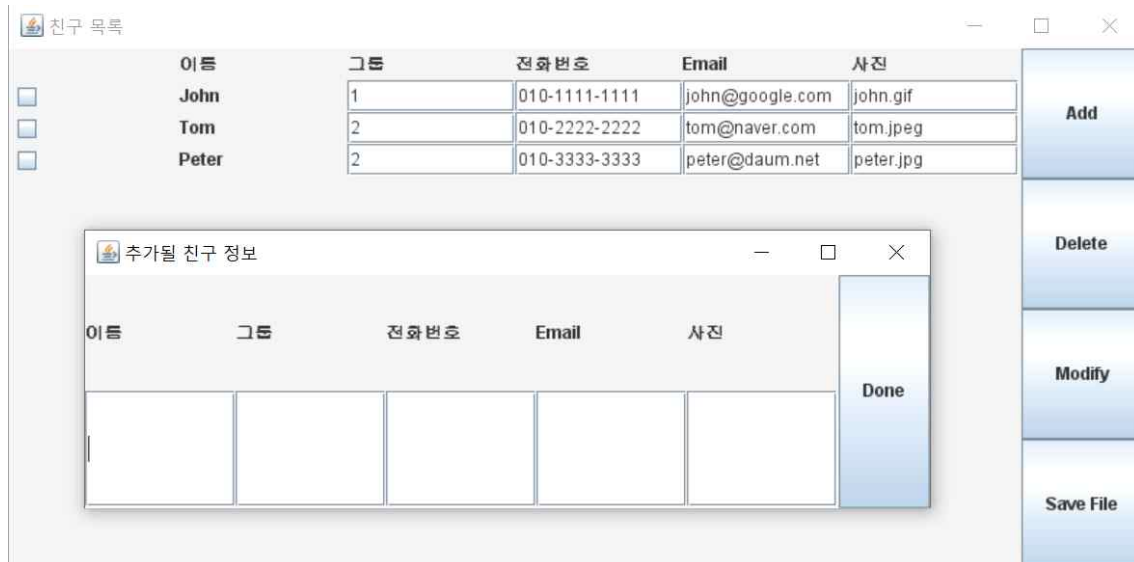 친구 목록
이름 그룹 전화번호 Email 사진
John 1 010-1111-1111 john@google.com john.gif
Tom 2 010-2222-2222 tom@naver.com tom.jpeg
Peter 2 010-3333-3333 peter@daum.net peter.jpg
Add
Delete
Modify
Save File
추가될 친구 정보
이름 그룹 전화번호 Email 사진
Done